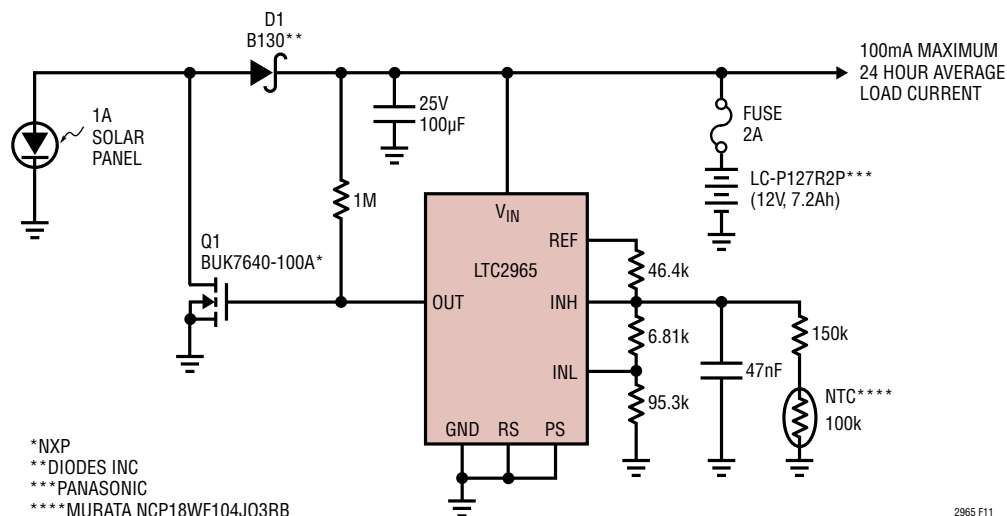 D1
B130**
100mA MAXIMUM
24 HOUR AVERAGE
LOAD CURRENT
1A
SOLAR
PANEL
25V
100µF
FUSE
2A
LC-P127R2P***
(12V, 7.2Ah)
1M
VIN
REF
LTC2965
46.4k
Q1
BUK7640-100A*
OUT
INH
6.81k
150k
INL
47nF
95.3k
NTC****
100k
GND RS PS
*NXP
**DIODES INC
***PANASONIC
****MURATA NCP18WF104JO3RB
2965 F11